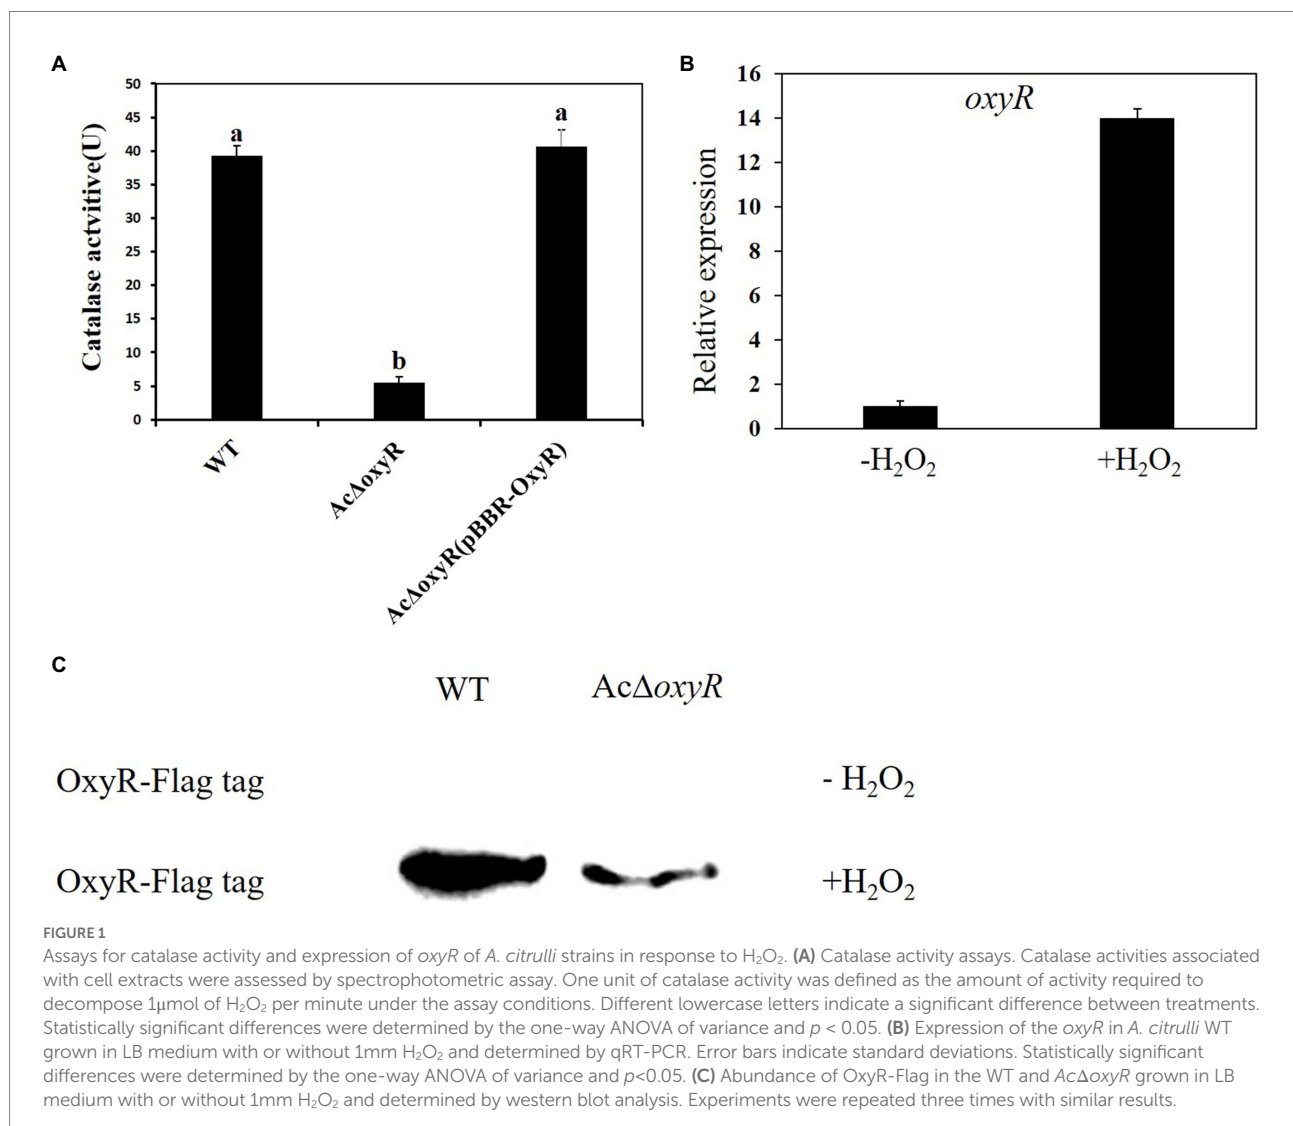 A
50
45
40
35
30
25
20
15
10
5
0
Catalase actvitive(U)
a
b
a
WT
AcΔoxyR
AcΔoxyR(pBBR-OxyR)
B
16
14
12
10
8
6
4
2
0
Relative expression
oxyR
-H₂O₂
+H₂O₂
C
WT AcΔoxyR
OxyR-Flag tag - H₂O₂
OxyR-Flag tag +H₂O₂
FIGURE 1
Assays for catalase activity and expression of oxyR of A. citrulli strains in response to H₂O₂. (A) Catalase activity assays. Catalase activities associated
with cell extracts were assessed by spectrophotometric assay. One unit of catalase activity was defined as the amount of activity required to
decompose 1μmol of H₂O₂ per minute under the assay conditions. Different lowercase letters indicate a significant difference between treatments.
Statistically significant differences were determined by the one-way ANOVA of variance and p < 0.05. (B) Expression of the oxyR in A. citrulli WT
grown in LB medium with or without 1mm H₂O₂ and determined by qRT-PCR. Error bars indicate standard deviations. Statistically significant
differences were determined by the one-way ANOVA of variance and p<0.05. (C) Abundance of OxyR-Flag in the WT and AcΔoxyR grown in LB
medium with or without 1mm H₂O₂ and determined by western blot analysis. Experiments were repeated three times with similar results.